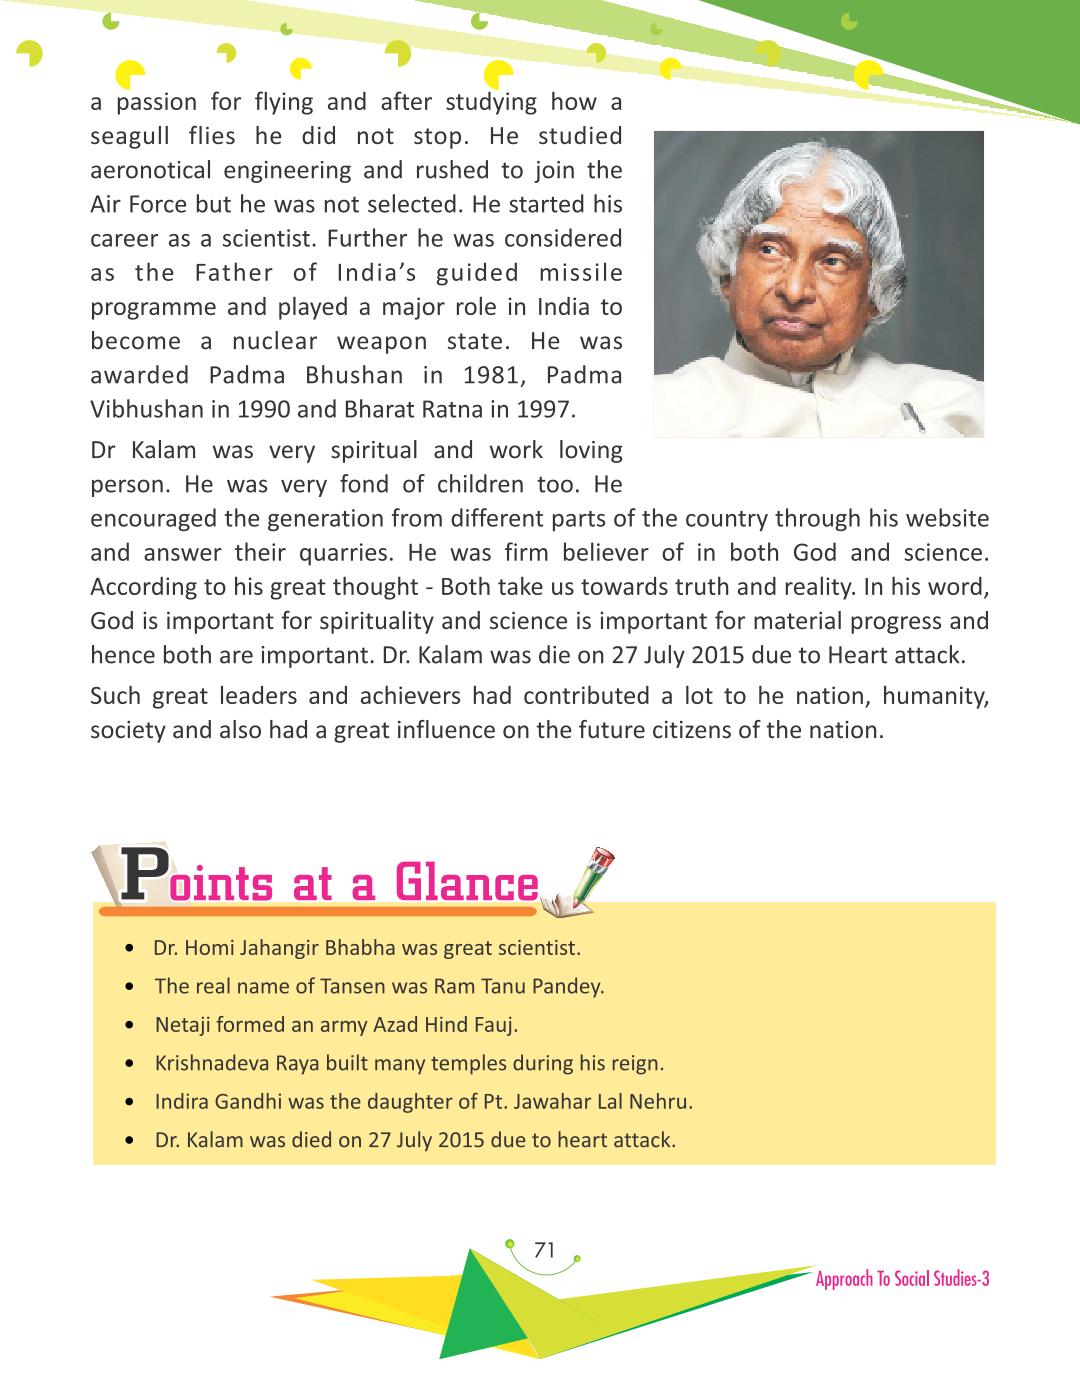 a passion for flying and after studying how a
seagull flies he did not stop. He studied
aeronotical engineering and rushed to join the
Air Force but he was not selected. He started his
career as a scientist. Further he was considered
as the Father of India’s guided missile
programme and played a major role in India to
become a nuclear weapon state. He was
awarded Padma Bhushan in 1981, Padma
Vibhushan in 1990 and Bharat Ratna in 1997.
Dr Kalam was very spiritual and work loving
person. He was very fond of children too. He
encouraged the generation from different parts of the country through his website
and answer their quarries. He was firm believer of in both God and science.
According to his great thought - Both take us towards truth and reality. In his word,
God is important for spirituality and science is important for material progress and
hence both are important. Dr. Kalam was die on 27 July 2015 due to Heart attack.
Such great leaders and achievers had contributed a lot to he nation, humanity,
society and also had a great influence on the future citizens of the nation.
Points at a Glance
• Dr. Homi Jahangir Bhabha was great scientist.
• The real name of Tansen was Ram Tanu Pandey.
• Netaji formed an army Azad Hind Fauj.
• Krishnadeva Raya built many temples during his reign.
• Indira Gandhi was the daughter of Pt. Jawahar Lal Nehru.
• Dr. Kalam was died on 27 July 2015 due to heart attack.
71
Approach To Social Studies-3